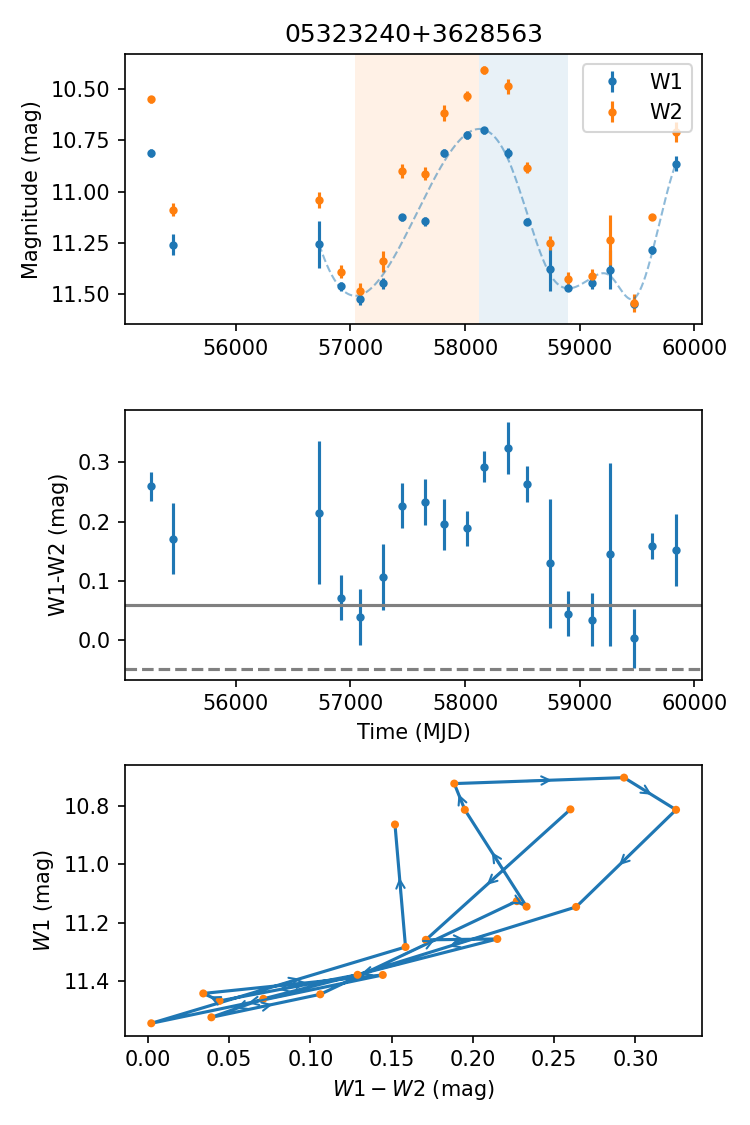 05323240+3628563
Magnitude (mag)
10.50
10.75
11.00
11.25
11.50
W1
W2
56000 57000 58000 59000 60000
W1-W2 (mag)
0.3
0.2
0.1
0.0
56000 57000 58000 59000 60000
Time (MJD)
W1 (mag)
10.8
11.0
11.2
11.4
0.00 0.05 0.10 0.15 0.20 0.25 0.30
W1 − W2 (mag)